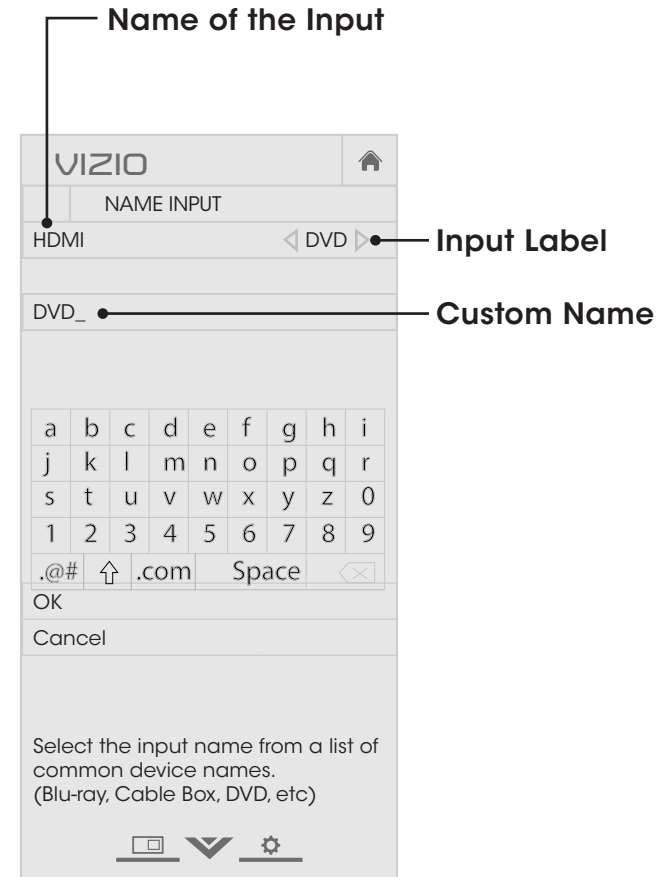 Name of the Input
VIZIO
NAME INPUT
HDMI DVD
Input Label
DVD_
Custom Name
a b c d e f g h i
j k l m n o p q r
s t u v w x y z 0
1 2 3 4 5 6 7 8 9
.@# .com Space
OK
Cancel
Select the input name from a list of
common device names.
(Blu-ray, Cable Box, DVD, etc)